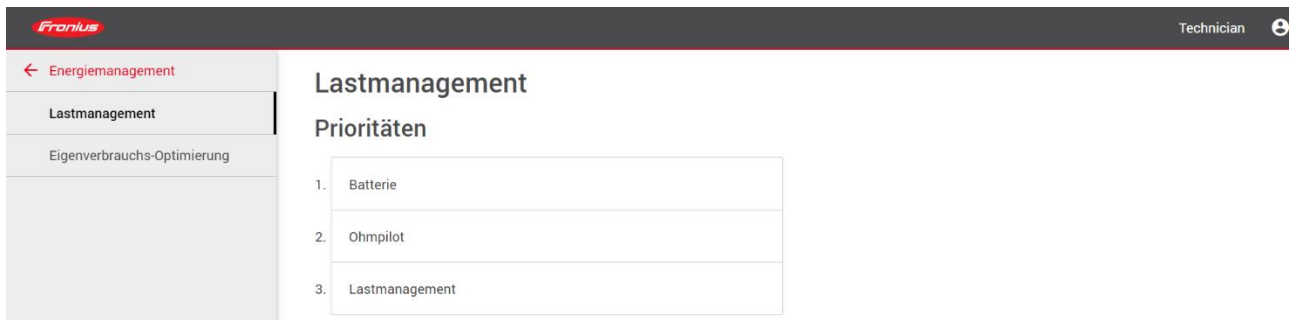 Fronius
Technician
Energiemanagement
Lastmanagement
Eigenverbrauchs-Optimierung
Lastmanagement
Prioritäten
1. Batterie
2. Ohmpilot
3. Lastmanagement